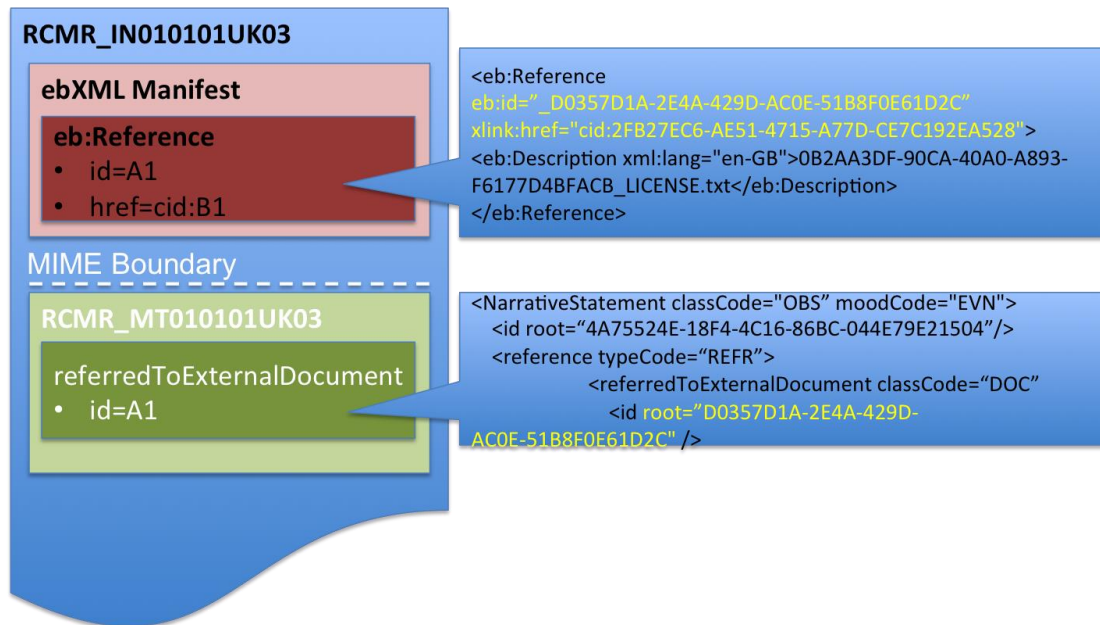 RCMR_IN010101UK03
ebXML Manifest
eb:Reference
• id=A1
• href=cid:B1
<eb:Reference
eb:id=”_D0357D1A-2E4A-429D-AC0E-51B8F0E61D2C”
xlink:href="cid:2FB27EC6-AE51-4715-A77D-CE7C192EA528">
<eb:Description xml:lang="en-GB">0B2AA3DF-90CA-40A0-A893-
F6177D4BFACB_LICENSE.txt</eb:Description>
</eb:Reference>
MIME Boundary
RCMR_MT010101UK03
referredToExternalDocument
• id=A1
<NarrativeStatement classCode="OBS” moodCode="EVN">
<id root=“4A75524E-18F4-4C16-86BC-044E79E21504”/>
<reference typeCode=“REFR”>
<referredToExternalDocument classCode=“DOC”
<id root=”D0357D1A-2E4A-429D-
AC0E-51B8F0E61D2C" />